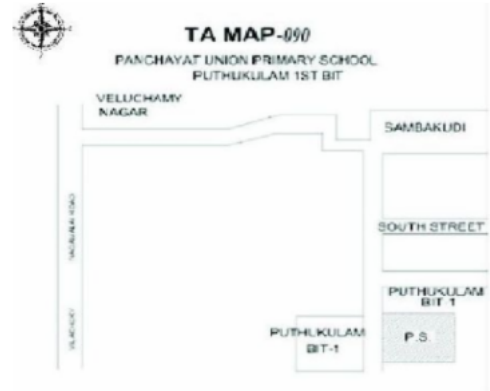 TA MAP-090
PANCHAYAT UNION PRIMARY SCHOOL
PUTHUKULAM 1ST BIT
VELUCHAMY
NAGAR
SAMBAKUDI
SOUTH STREET
PUTHUKULAM
BIT-1
PUTHUKULAM
BIT-1
P.S.
ROAD